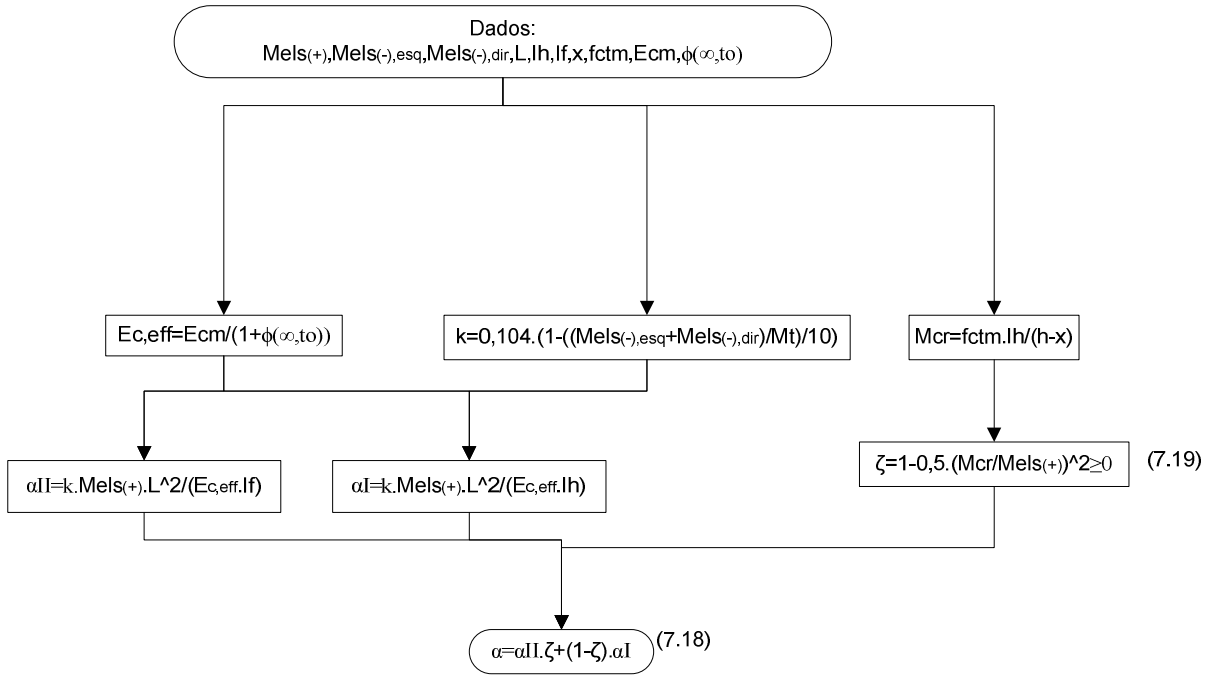 Dados:
Mels(+),Mels(-),esq,Mels(-),dir,L,Ih,If,x,fctm,Ecm,ϕ(∞,to)
Ec,eff=Ecm/(1+ϕ(∞,to))
k=0,104.(1-((Mels(-),esq+Mels(-),dir)/Mt)/10)
Mcr=fctm.Ih/(h-x)
αII=k.Mels(+).L^2/(Ec,eff.If)
αI=k.Mels(+).L^2/(Ec,eff.Ih)
ζ=1-0,5.(Mcr/Mels(+))^2≥0
(7.19)
α=αII.ζ+(1-ζ).αI
(7.18)